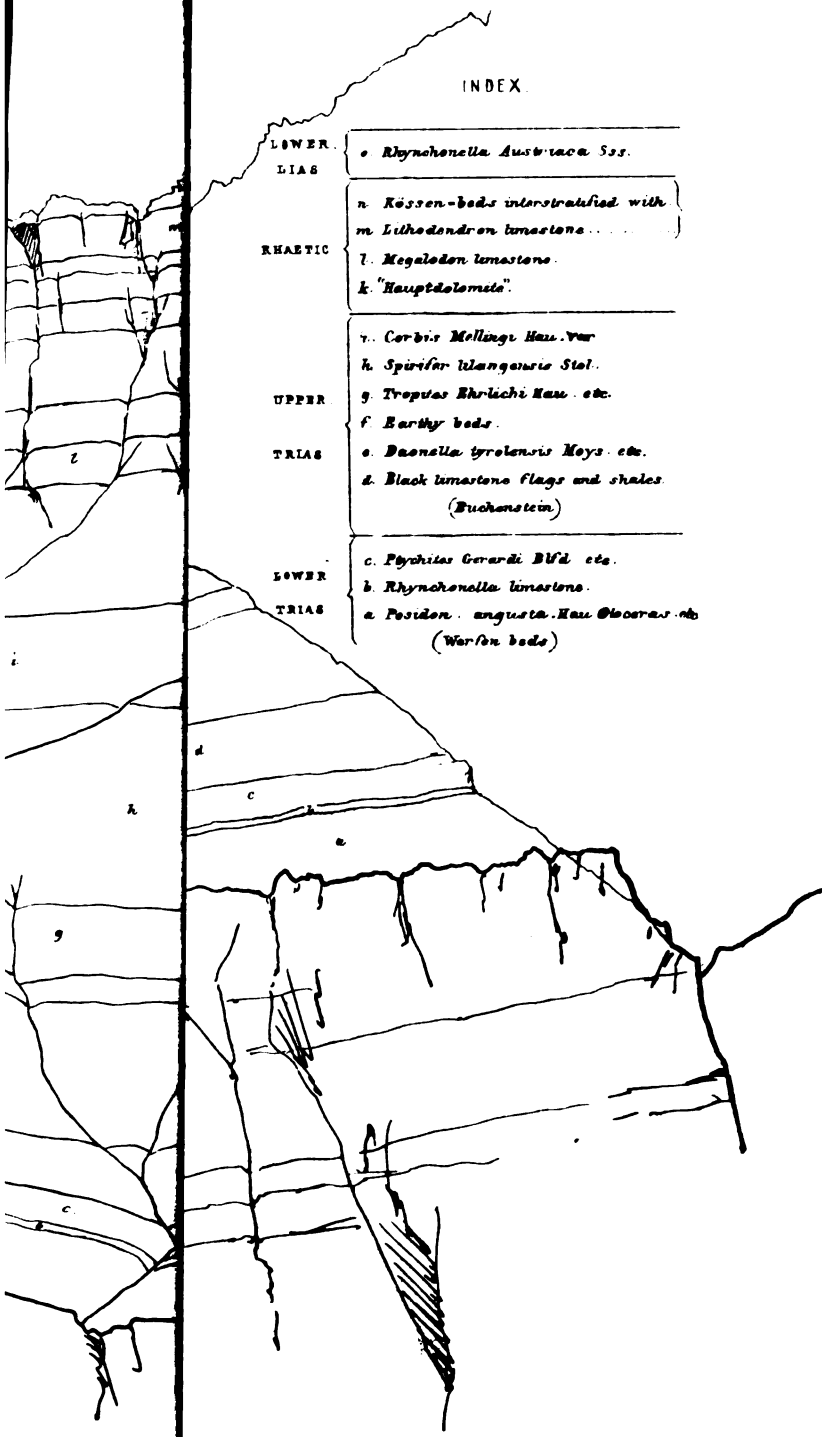 INDEX.
LOWER LIAS
o Rhynchonella Austriaca Sss.
RHAETIC
n Kössen-beds interstratified with
m Lithodendron limestone.....
l. Megalodon limestone.
k. "Hauptdolomite".
UPPER TRIAS
i. Corbis Mellingi Hau. var
h. Spirifer lilangensis Stol.
g. Tropites Ehrlichi Hau. etc.
f. Earthy beds.
e. Daonella tyrolensis Moys. etc.
d. Black limestone flags and shales.
(Buchenstein)
LOWER TRIAS
c. Ptychites Gerardi Blfd etc.
b. Rhynchonella limestone.
a Posidon. angusta. Hau Otoceras. etc
(Werfen beds)
m
l
i.
d
c
h
b
a
g
c.